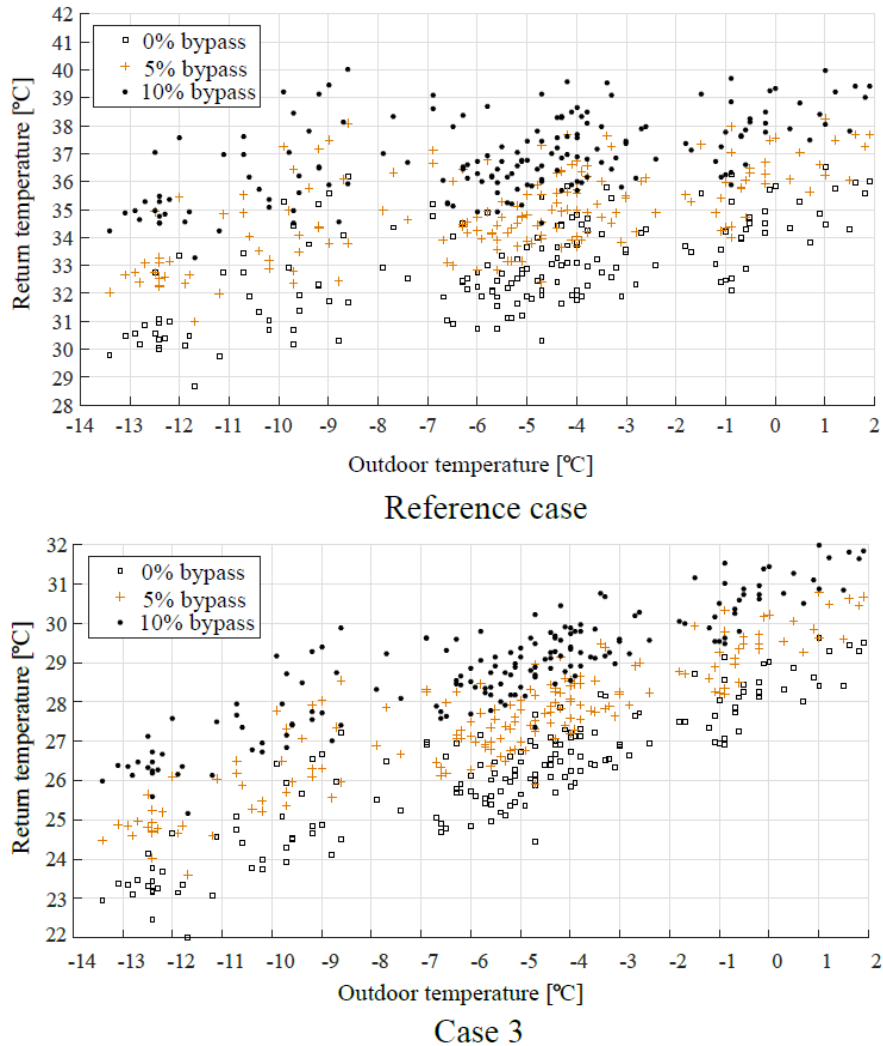 42
41
40
39
38
37
36
35
34
33
32
31
30
29
28
Return temperature [ºC]
0% bypass
5% bypass
10% bypass
-14 -13 -12 -11 -10 -9 -8 -7 -6 -5 -4 -3 -2 -1 0 1 2
Outdoor temperature [ºC]
Reference case
32
31
30
29
28
27
26
25
24
23
22
Return temperature [ºC]
0% bypass
5% bypass
10% bypass
-14 -13 -12 -11 -10 -9 -8 -7 -6 -5 -4 -3 -2 -1 0 1 2
Outdoor temperature [ºC]
Case 3